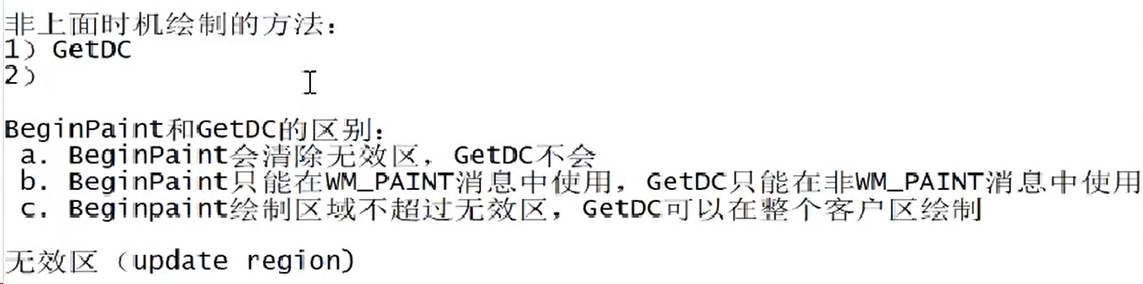 非上面时机绘制的方法：
1） GetDC
2）
BeginPaint和GetDC的区别：
a. BeginPaint会清除无效区，GetDC不会
b. BeginPaint只能在WM_PAINT消息中使用，GetDC只能在非WM_PAINT消息中使用
c. Beginpaint绘制区域不超过无效区，GetDC可以在整个客户区绘制
无效区（update region)